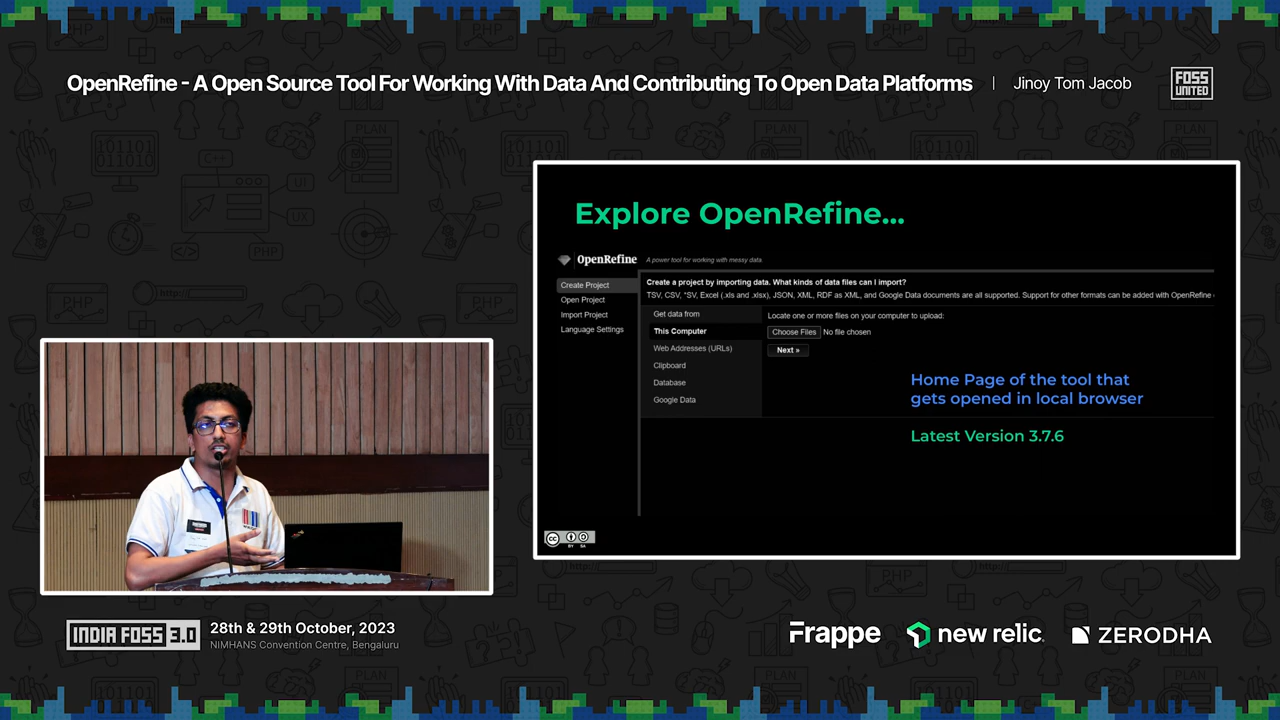 OpenRefine - A Open Source Tool For Working With Data And Contributing To Open Data Platforms | Jinoy Tom Jacob
FOSS
UNITED
Explore OpenRefine...
OpenRefine A power tool for working with messy data.
Create Project
Open Project
Import Project
Language Settings
Create a project by importing data. What kinds of data files can I import?
TSV, CSV, *SV, Excel (.xls and .xlsx), JSON, XML, RDF as XML, and Google Data documents are all supported. Support for other formats can be added with OpenRefine
Get data from
This Computer
Web Addresses (URLs)
Clipboard
Database
Google Data
Locate one or more files on your computer to upload:
Choose Files No file chosen
Next »
Home Page of the tool that
gets opened in local browser
Latest Version 3.7.6
CC
BY SA
INDIA FOSS 3.0
28th & 29th October, 2023
NIMHANS Convention Centre, Bengaluru
Frappe
new relic
ZERODHA